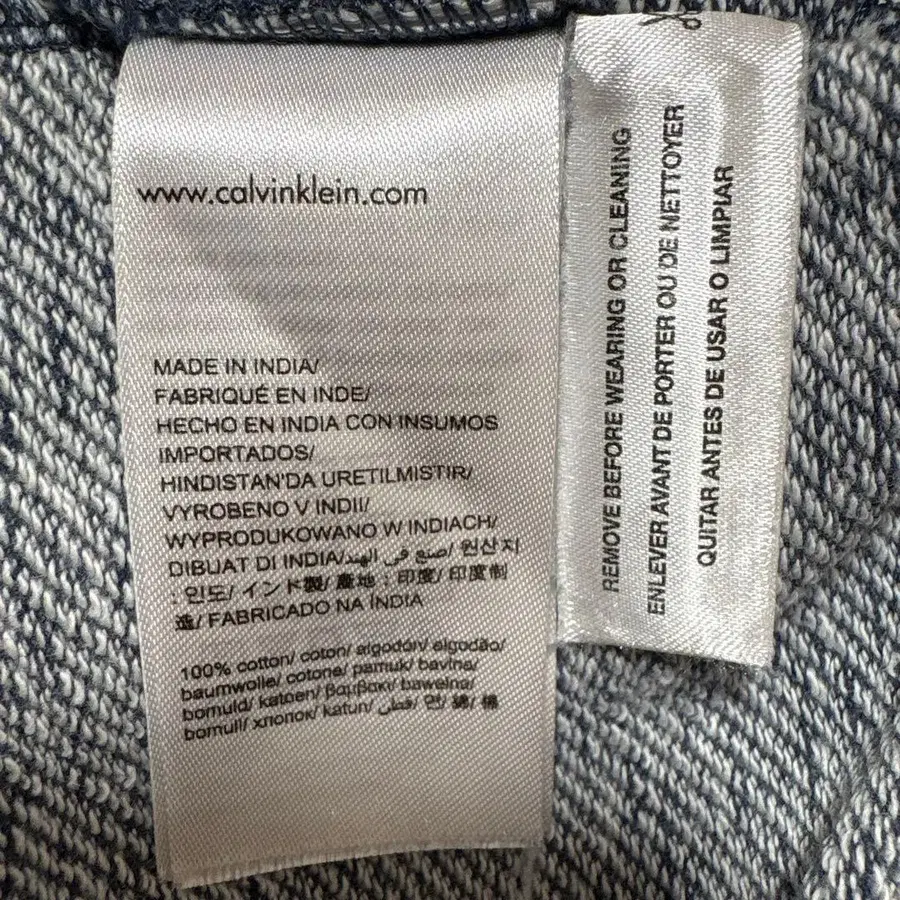 www.calvinklein.com
MADE IN INDIA/
FABRIQUÉ EN INDE/
HECHO EN INDIA CON INSUMOS
IMPORTADOS/
HINDISTAN'DA URETILMISTIR/
VYROBENO V INDII/
WYPRODUKOWANO W INDIACH/
DIBUAT DI INDIA/صنع في الهند/ 원산지
: 인도/ インド製/ 產地：印度/ 印度制
造/ FABRICADO NA ÍNDIA
100% cotton/ coton/ algodón/ algodão/
baumwolle/ cotone/ pamuk/ bavlna/
bomuld/ katoen/ βαμβακι/ bawelna/
bomull/ хлопок/ katun/ قطن/ 면/ 綿/ 棉
REMOVE BEFORE WEARING OR CLEANING
ENLEVER AVANT DE PORTER OU DE NETTOYER
QUITAR ANTES DE USAR O LIMPIAR